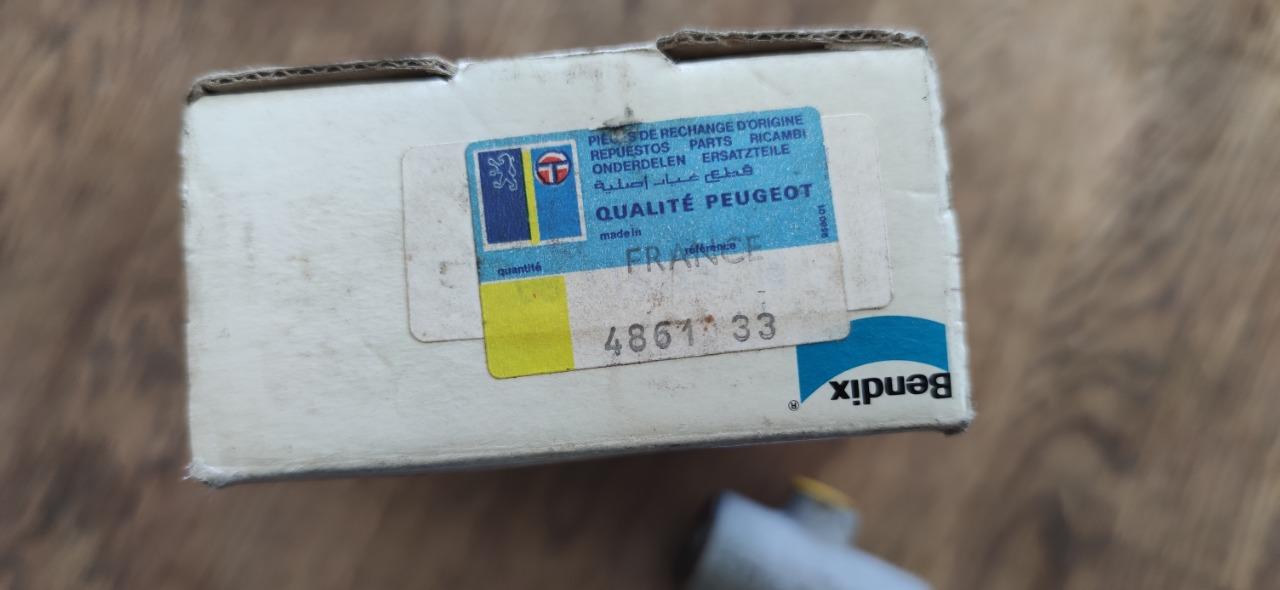 PIÈCES DE RECHANGE D'ORIGINE
REPUESTOS PARTS RICAMBI
ONDERDELEN ERSATZTEILE
قطع غيار أصلية
QUALITÉ PEUGEOT
made in
référence
FRANCE
quantité
4861 33
Bendix
®